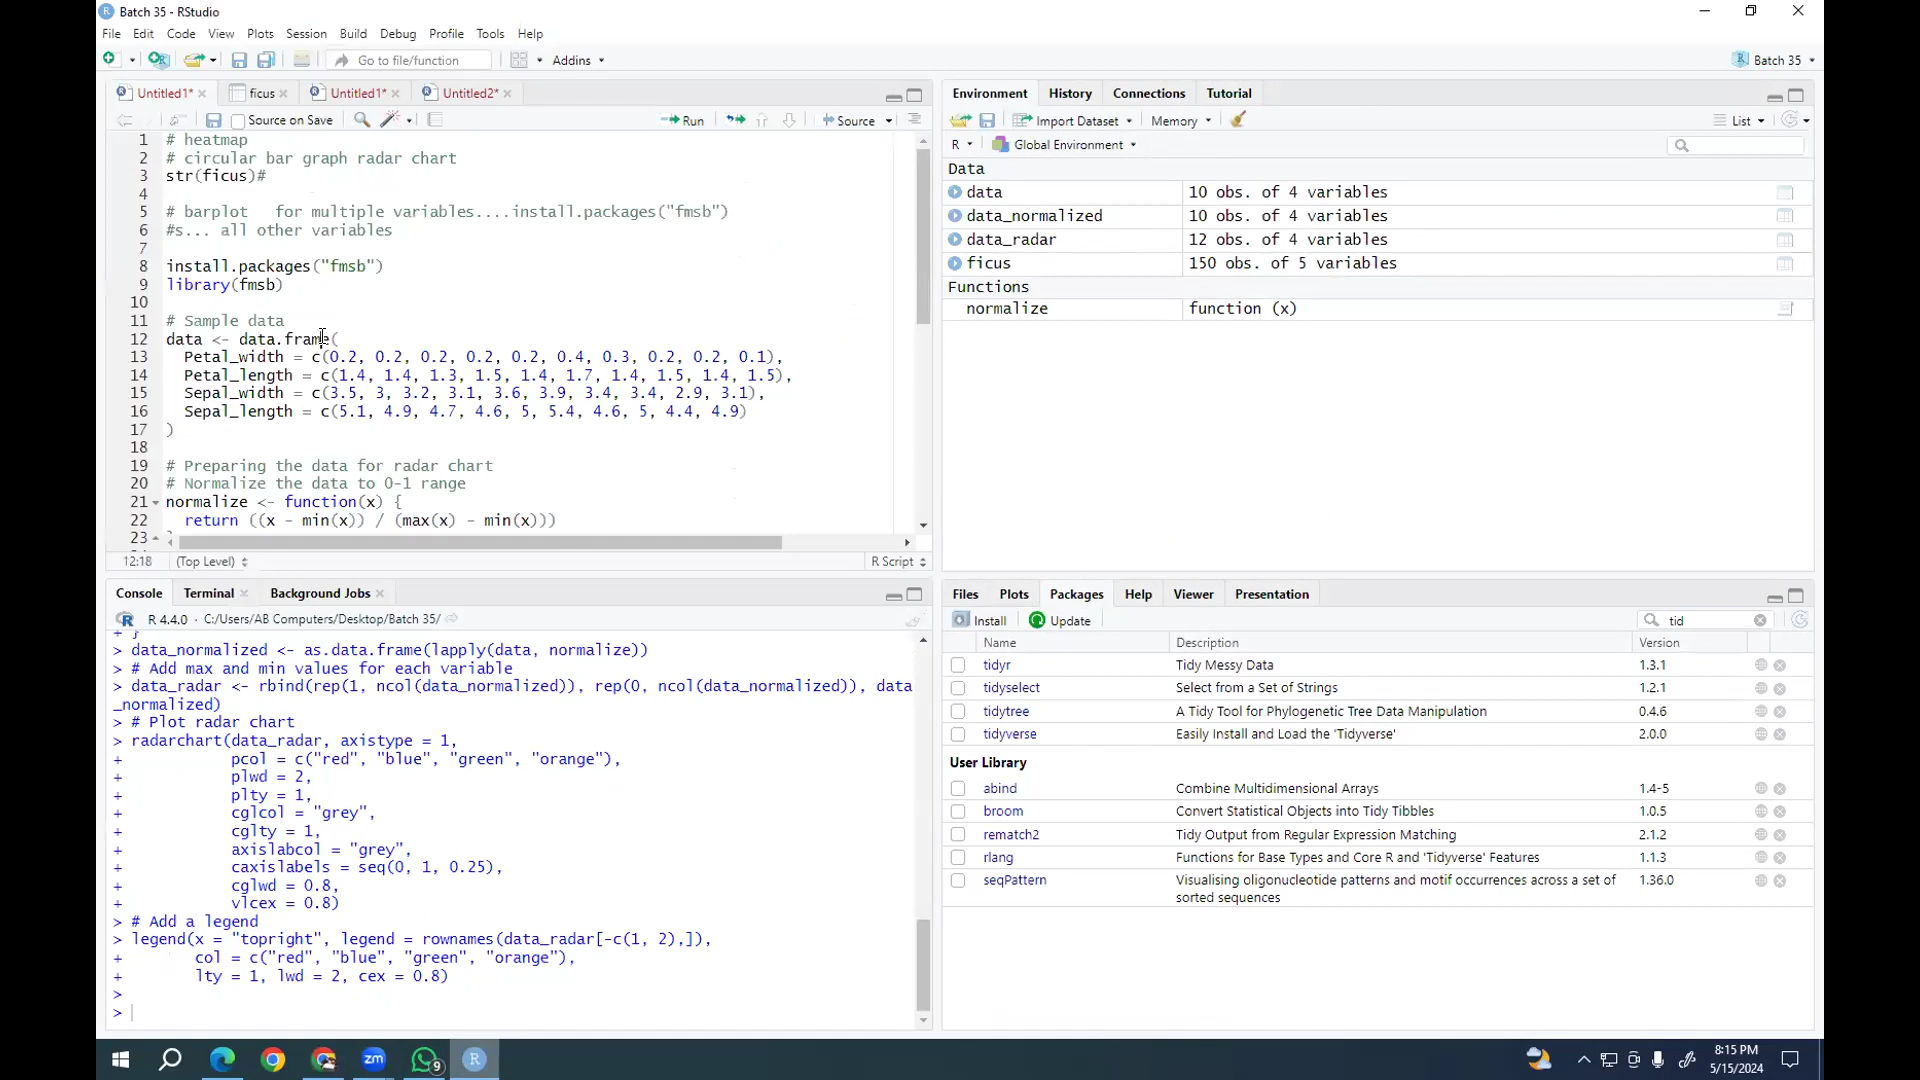 Batch 35 - RStudio
File Edit Code View Plots Session Build Debug Profile Tools Help
Go to file/function Addins Batch 35
Untitled1* ficus Untitled1* Untitled2*
Source on Save Run Source
1 # heatmap
2 # circular bar graph radar chart
3 str(ficus)#
4
5 # barplot   for multiple variables....install.packages("fmsb")
6 #s... all other variables
7
8 install.packages("fmsb")
9 library(fmsb)
10
11 # Sample data
12 data <- data.frame(
13   Petal_width = c(0.2, 0.2, 0.2, 0.2, 0.2, 0.4, 0.3, 0.2, 0.2, 0.1),
14   Petal_length = c(1.4, 1.4, 1.3, 1.5, 1.4, 1.7, 1.4, 1.5, 1.4, 1.5),
15   Sepal_width = c(3.5, 3, 3.2, 3.1, 3.6, 3.9, 3.4, 3.4, 2.9, 3.1),
16   Sepal_length = c(5.1, 4.9, 4.7, 4.6, 5, 5.4, 4.6, 5, 4.4, 4.9)
17 )
18
19 # Preparing the data for radar chart
20 # Normalize the data to 0-1 range
21 normalize <- function(x) {
22   return ((x - min(x)) / (max(x) - min(x)))
23
12:18 (Top Level) R Script
Console Terminal Background Jobs
R 4.4.0 · C:/Users/AB Computers/Desktop/Batch 35/
+ }
> data_normalized <- as.data.frame(lapply(data, normalize))
> # Add max and min values for each variable
> data_radar <- rbind(rep(1, ncol(data_normalized)), rep(0, ncol(data_normalized)), data
_normalized)
> # Plot radar chart
> radarchart(data_radar, axistype = 1,
+            pcol = c("red", "blue", "green", "orange"),
+            plwd = 2,
+            plty = 1,
+            cglcol = "grey",
+            cglty = 1,
+            axislabcol = "grey",
+            caxislabels = seq(0, 1, 0.25),
+            cglwd = 0.8,
+            vlcex = 0.8)
> # Add a legend
> legend(x = "topright", legend = rownames(data_radar[-c(1, 2),]),
+        col = c("red", "blue", "green", "orange"),
+        lty = 1, lwd = 2, cex = 0.8)
>
>
Environment History Connections Tutorial
Import Dataset Memory List
R Global Environment
Data
data 10 obs. of 4 variables
data_normalized 10 obs. of 4 variables
data_radar 12 obs. of 4 variables
ficus 150 obs. of 5 variables
Functions
normalize function (x)
Files Plots Packages Help Viewer Presentation
Install Update tid
Name Description Version
tidyr Tidy Messy Data 1.3.1
tidyselect Select from a Set of Strings 1.2.1
tidytree A Tidy Tool for Phylogenetic Tree Data Manipulation 0.4.6
tidyverse Easily Install and Load the 'Tidyverse' 2.0.0
User Library
abind Combine Multidimensional Arrays 1.4-5
broom Convert Statistical Objects into Tidy Tibbles 1.0.5
rematch2 Tidy Output from Regular Expression Matching 2.1.2
rlang Functions for Base Types and Core R and 'Tidyverse' Features 1.1.3
seqPattern Visualising oligonucleotide patterns and motif occurrences across a set of 1.36.0
sorted sequences
zm 9
8:15 PM
5/15/2024